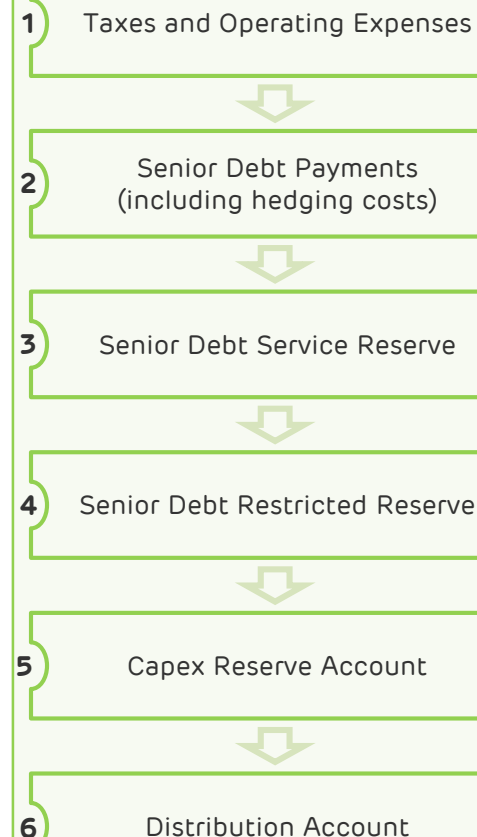 1 Taxes and Operating Expenses
2 Senior Debt Payments
(including hedging costs)
3 Senior Debt Service Reserve
4 Senior Debt Restricted Reserve
5 Capex Reserve Account
6 Distribution Account